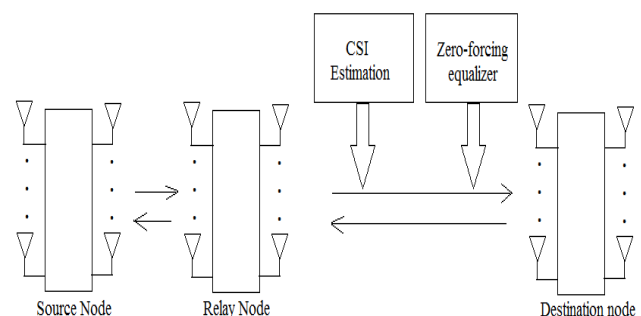 CSI
Estimation
Zero-forcing
equalizer
Source Node
Relay Node
Destination node